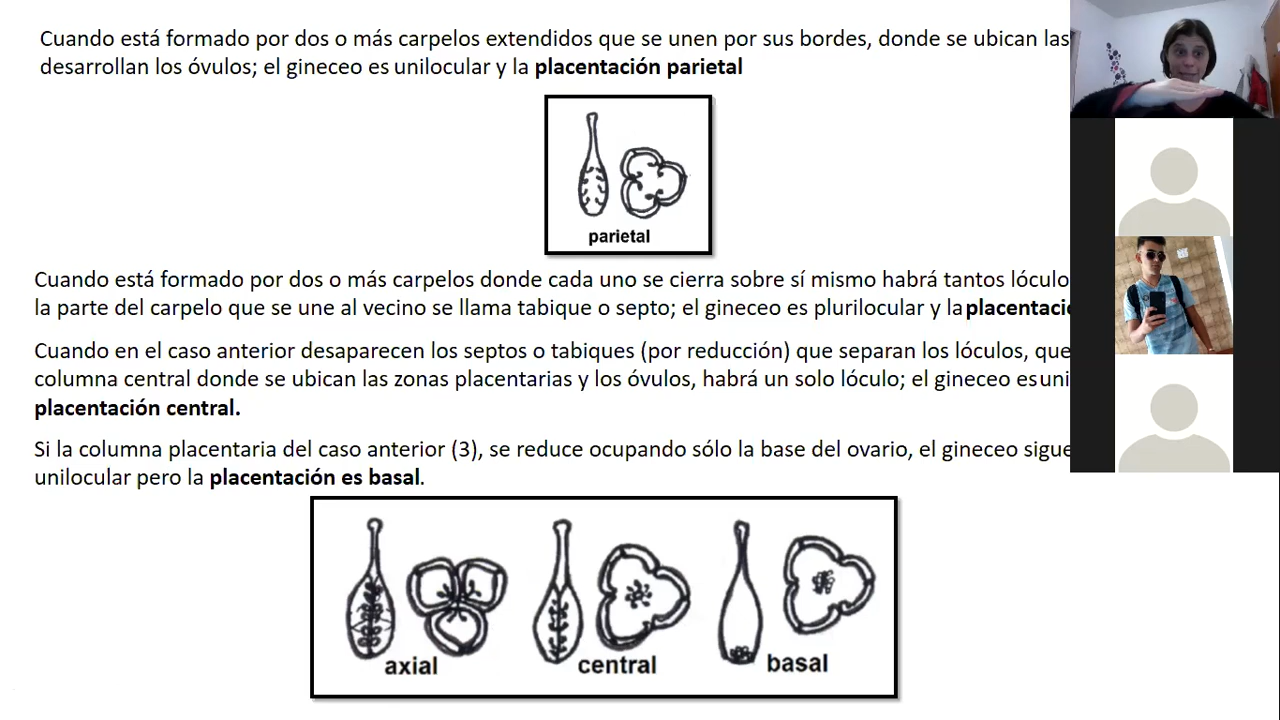 Cuando está formado por dos o más carpelos extendidos que se unen por sus bordes, donde se ubican las
desarrollan los óvulos; el gineceo es unilocular y la placentación parietal
parietal
Cuando está formado por dos o más carpelos donde cada uno se cierra sobre sí mismo habrá tantos lóculo
la parte del carpelo que se une al vecino se llama tabique o septo; el gineceo es plurilocular y la placentació
Cuando en el caso anterior desaparecen los septos o tabiques (por reducción) que separan los lóculos, que
columna central donde se ubican las zonas placentarias y los óvulos, habrá un solo lóculo; el gineceo es uni
placentación central.
Si la columna placentaria del caso anterior (3), se reduce ocupando sólo la base del ovario, el gineceo sigue
unilocular pero la placentación es basal.
axial central basal